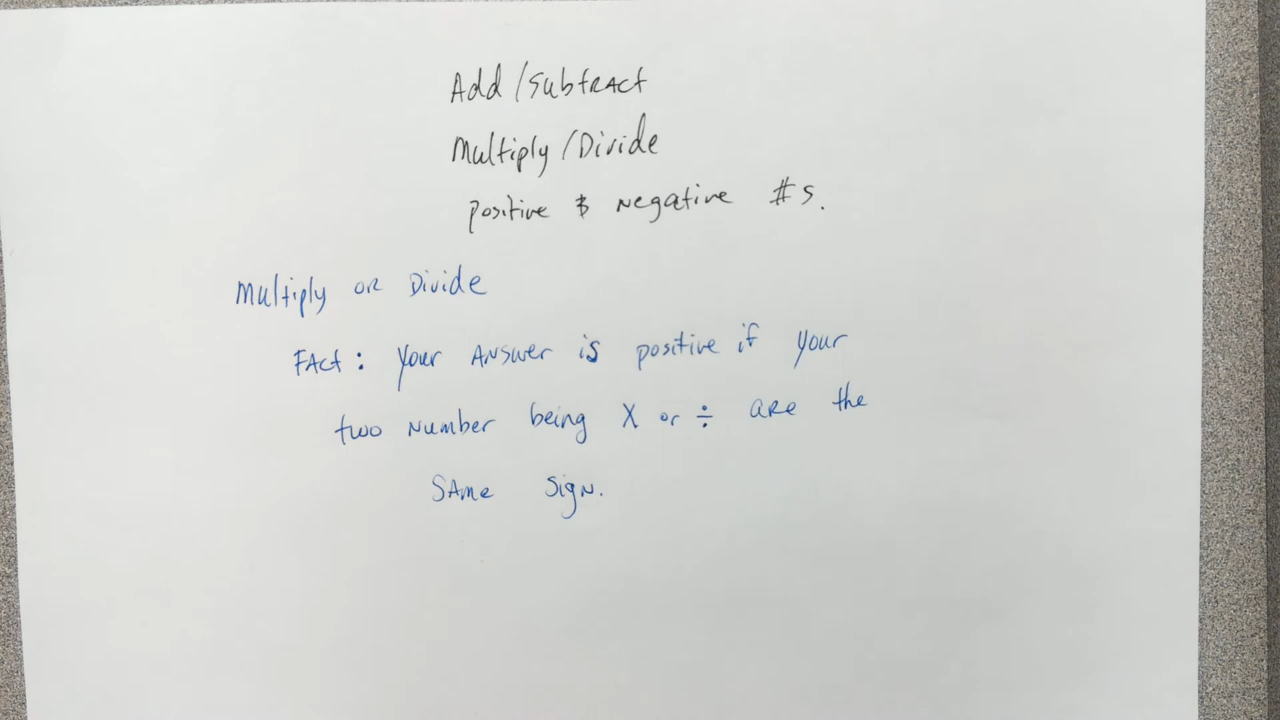 Add/Subtract
Multiply/Divide
positive & negative #s.
Multiply or Divide
Fact: Your Answer is positive if your
two Number being X or ÷ are the
Same Sign.